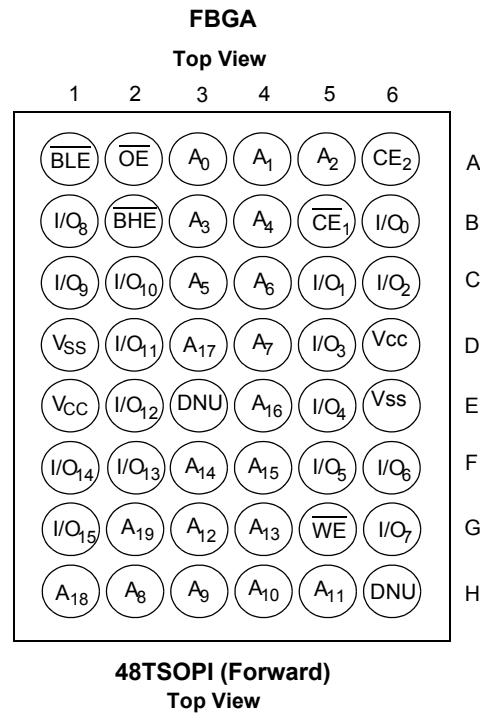 FBGA
Top View
1 2 3 4 5 6
BLE OE A0 A1 A2 CE2 A
I/O8 BHE A3 A4 CE1 I/O0 B
I/O9 I/O10 A5 A6 I/O1 I/O2 C
VSS I/O11 A17 A7 I/O3 Vcc D
VCC I/O12 DNU A16 I/O4 Vss E
I/O14 I/O13 A14 A15 I/O5 I/O6 F
I/O15 A19 A12 A13 WE I/O7 G
A18 A8 A9 A10 A11 DNU H
48TSOPI (Forward)
Top View